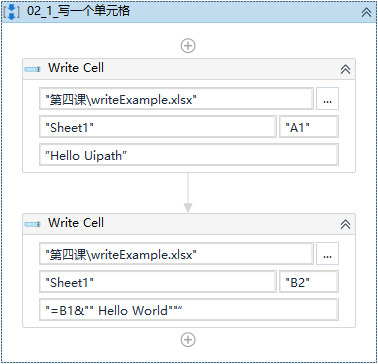 02_1_写一个单元格
Write Cell
"第四课\writeExample.xlsx"
...
"Sheet1"
"A1"
"Hello Uipath”
Write Cell
"第四课\writeExample.xlsx"
...
"Sheet1"
"B2"
"=B1&"" Hello World""“